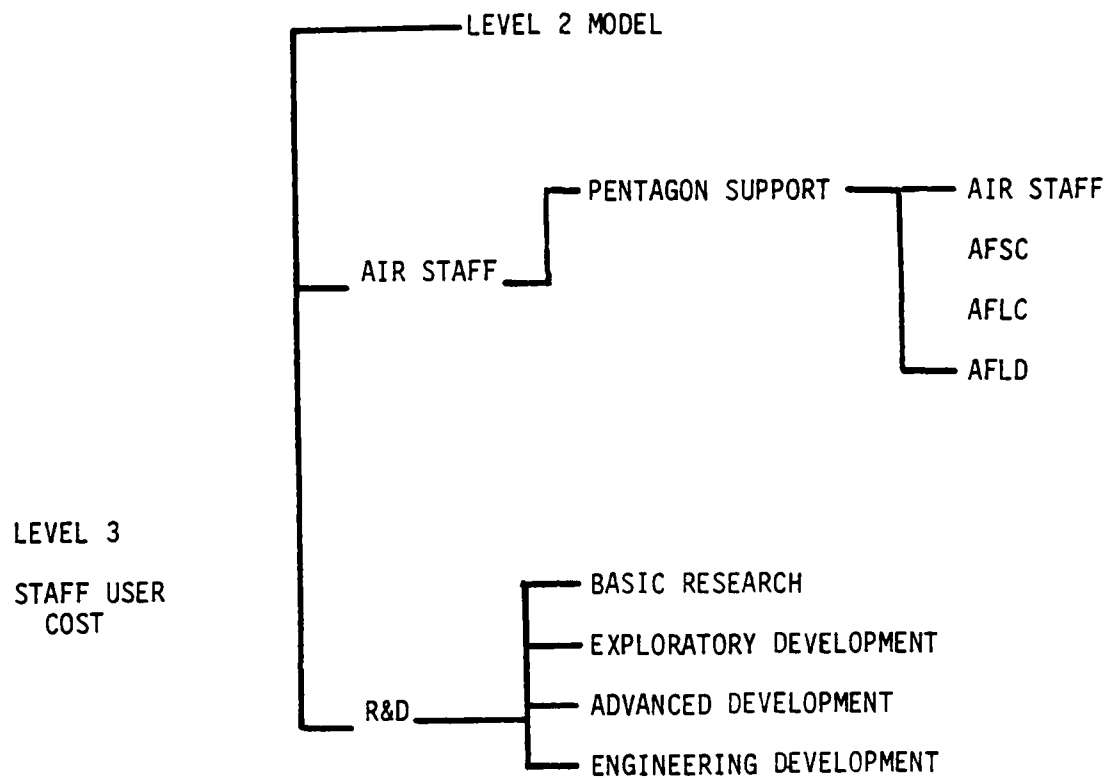 LEVEL 2 MODEL
PENTAGON SUPPORT
AIR STAFF
AIR STAFF
AFSC
AFLC
AFLD
LEVEL 3
STAFF USER
COST
BASIC RESEARCH
EXPLORATORY DEVELOPMENT
R&D
ADVANCED DEVELOPMENT
ENGINEERING DEVELOPMENT